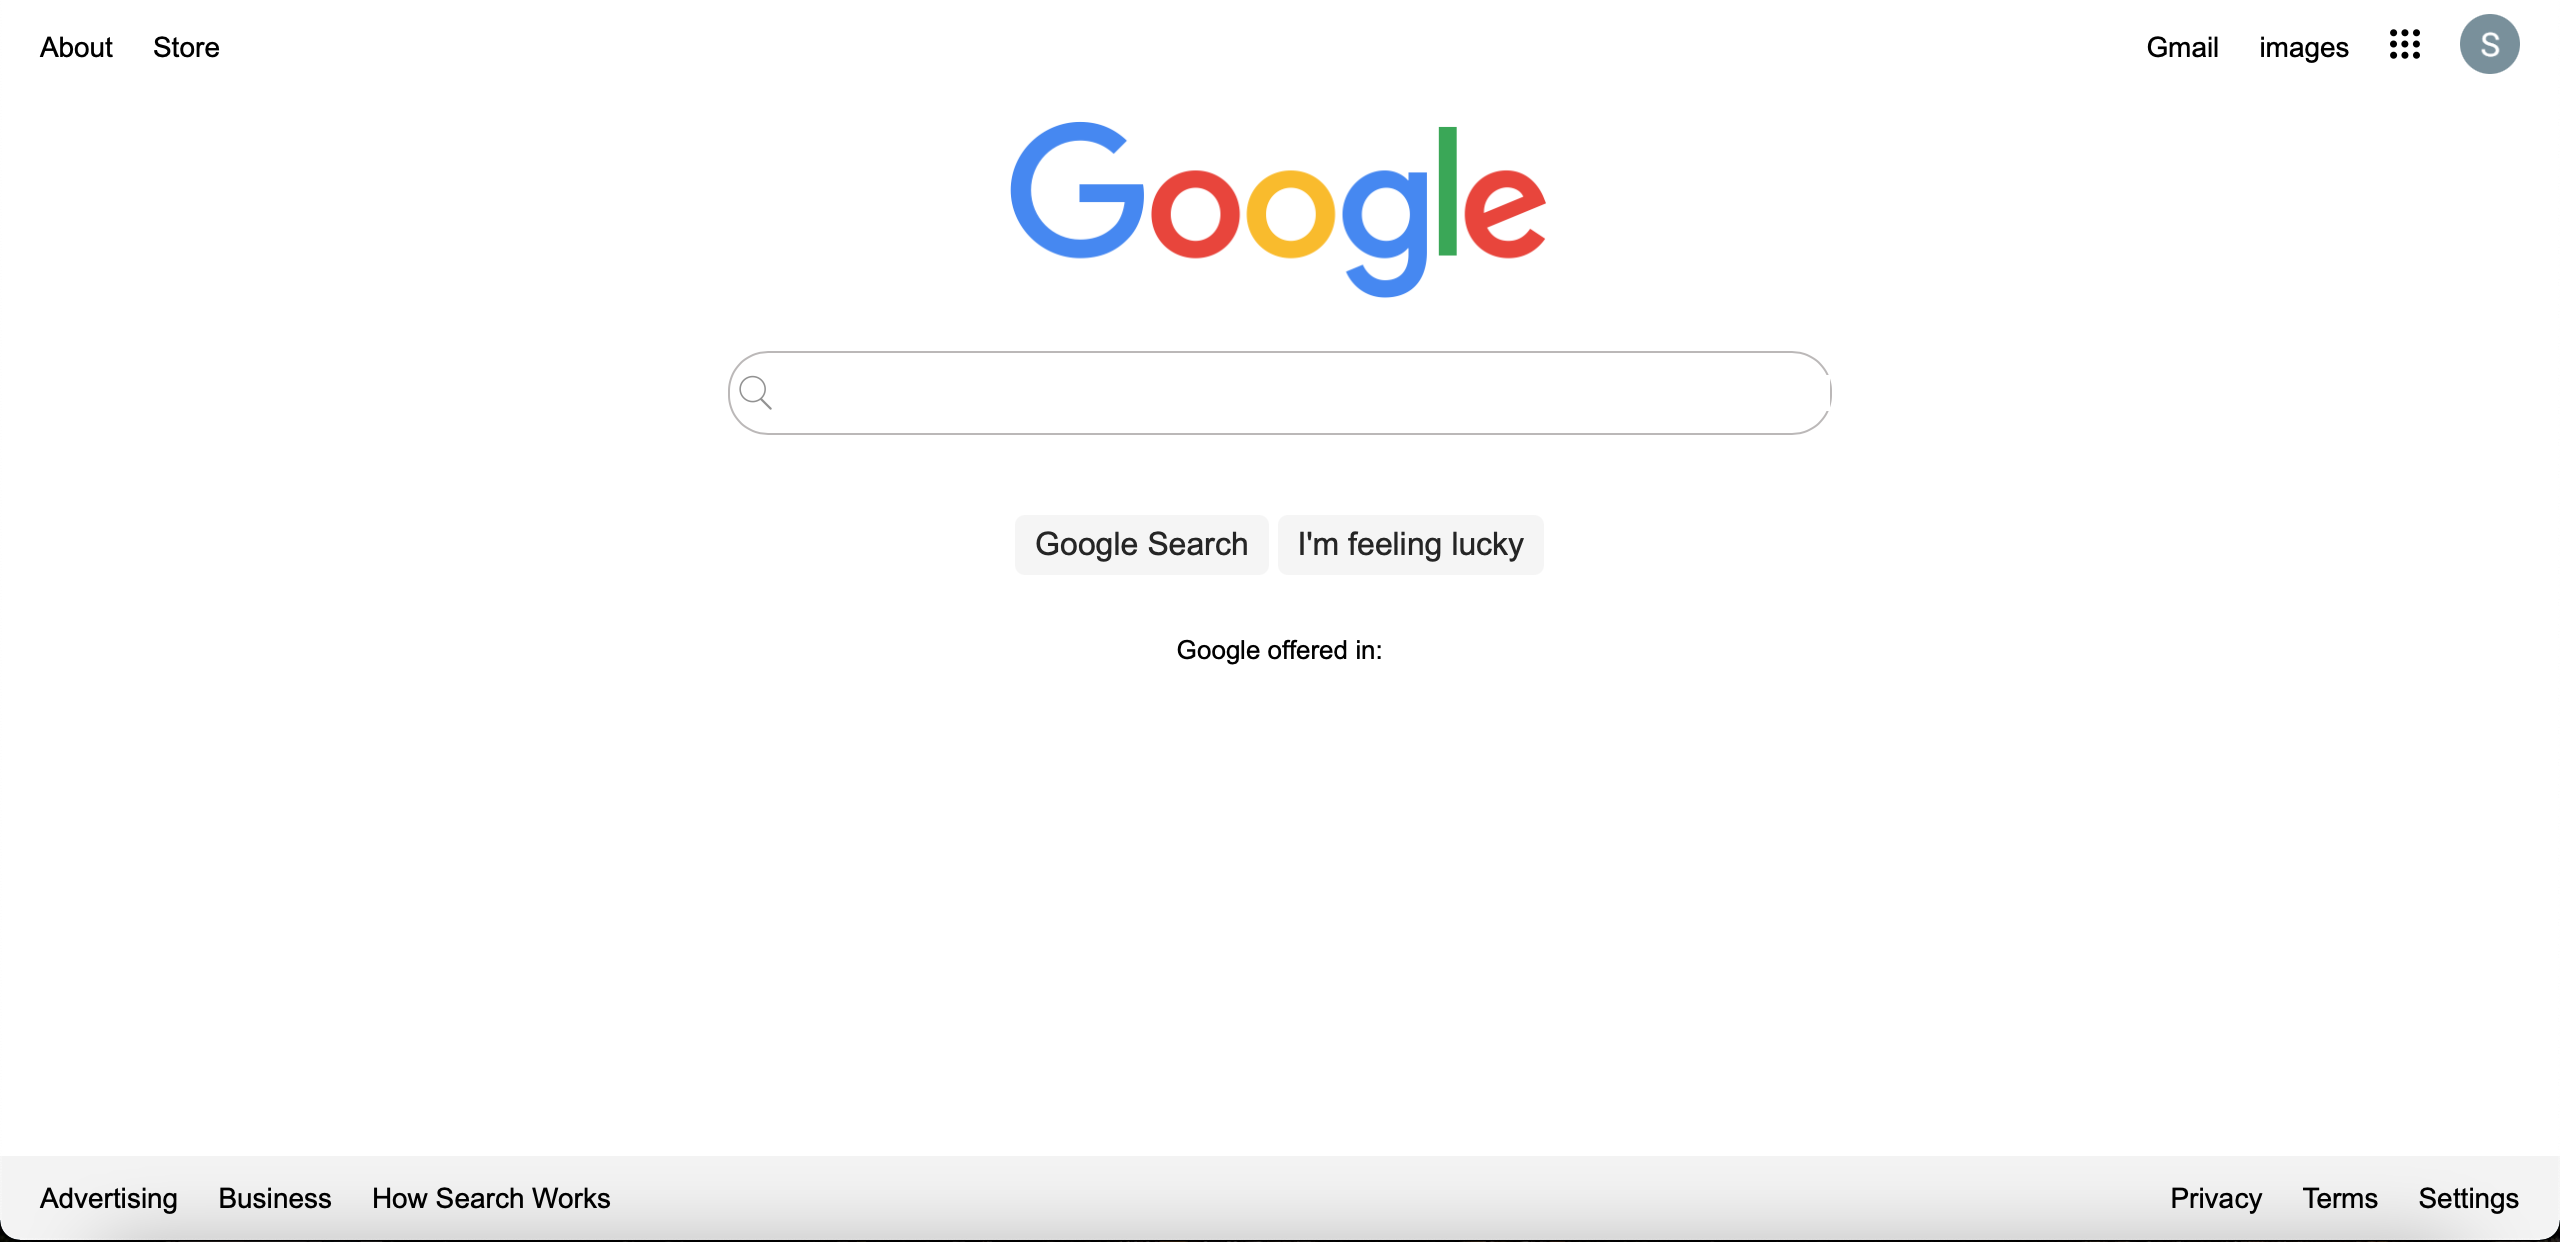 About Store Gmail images S
Google
Google Search I'm feeling lucky
Google offered in:
Advertising Business How Search Works Privacy Terms Settings